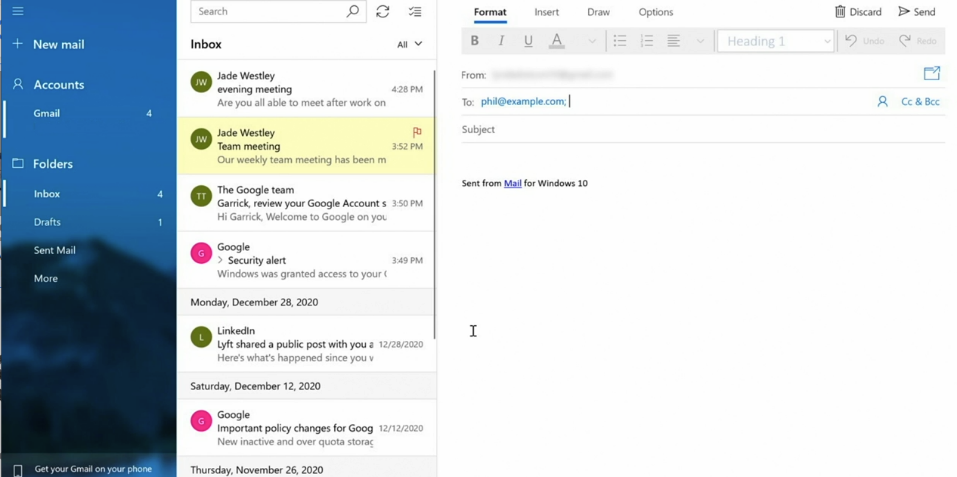 New mail
Accounts
Gmail 4
Folders
Inbox 4
Drafts 1
Sent Mail
More
Get your Gmail on your phone
Search
Inbox All
JW Jade Westley
evening meeting 4:28 PM
Are you all able to meet after work on
JW Jade Westley
Team meeting 3:52 PM
Our weekly team meeting has been m
TT The Google team
Garrick, review your Google Account s 3:50 PM
Hi Garrick, Welcome to Google on you
G Google
> Security alert 3:49 PM
Windows was granted access to your
Monday, December 28, 2020
L LinkedIn
Lyft shared a public post with you a 12/28/2020
Here's what's happened since you v
Saturday, December 12, 2020
G Google
Important policy changes for Goog 12/12/2020
New inactive and over quota storag
Thursday, November 26, 2020
Format Insert Draw Options Discard Send
B I U A Heading 1 Undo Redo
From:
To: phil@example.com; Cc & Bcc
Subject
Sent from Mail for Windows 10